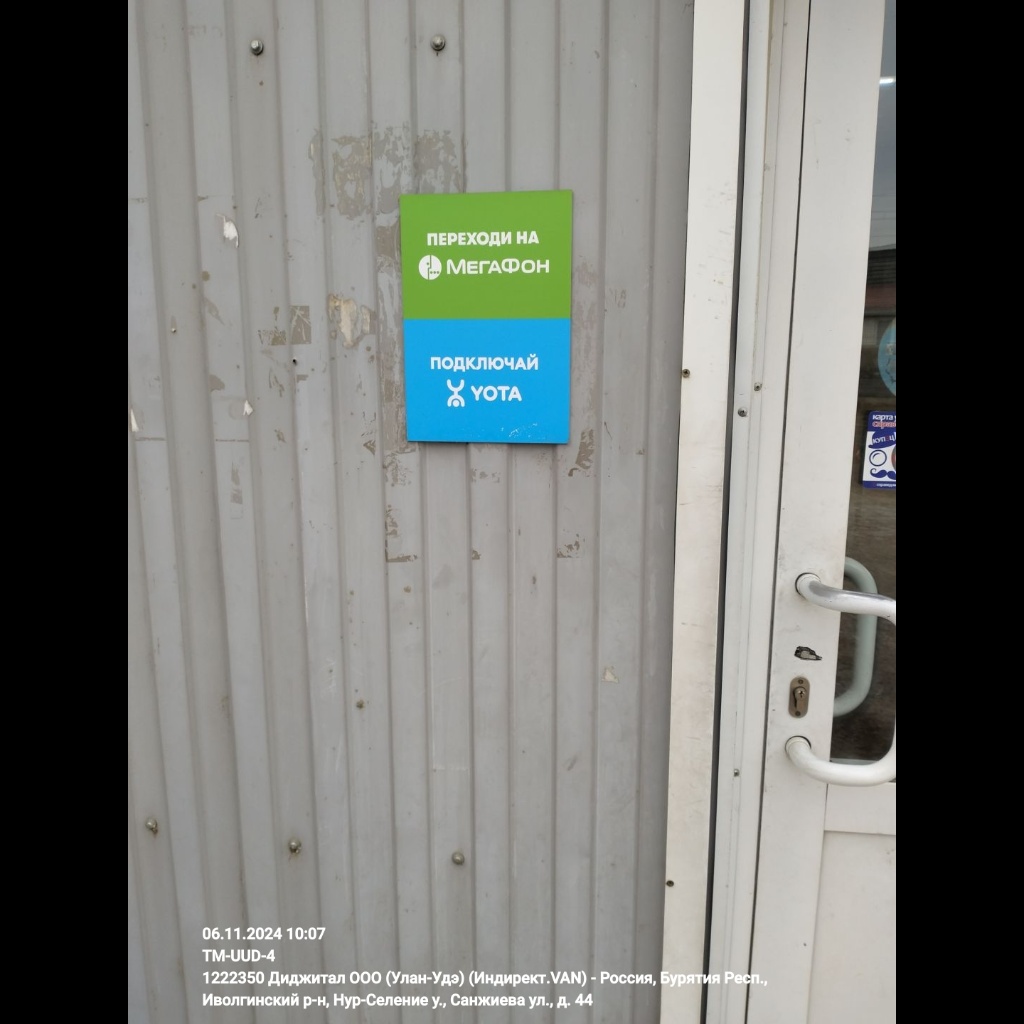 ПЕРЕХОДИ НА
МЕГАФОН
ПОДКЛЮЧАЙ
YOTA
карта
06.11.2024 10:07
TM-UUD-4
1222350 Диджитал ООО (Улан-Удэ) (Индирект.VAN) - Россия, Бурятия Респ.,
Иволгинский р-н, Нур-Селение у., Санжиева ул., д. 44